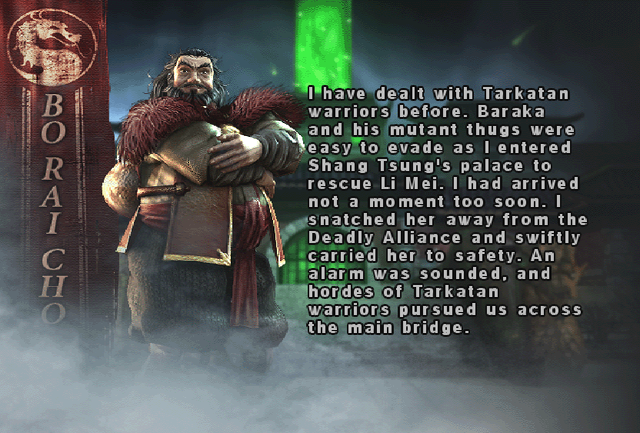 BO RAI CHO
I have dealt with Tarkatan
warriors before. Baraka
and his mutant thugs were
easy to evade as I entered
Shang Tsung's palace to
rescue Li Mei. I had arrived
not a moment too soon. I
snatched her away from the
Deadly Alliance and swiftly
carried her to safety. An
alarm was sounded, and
hordes of Tarkatan
warriors pursued us across
the main bridge.